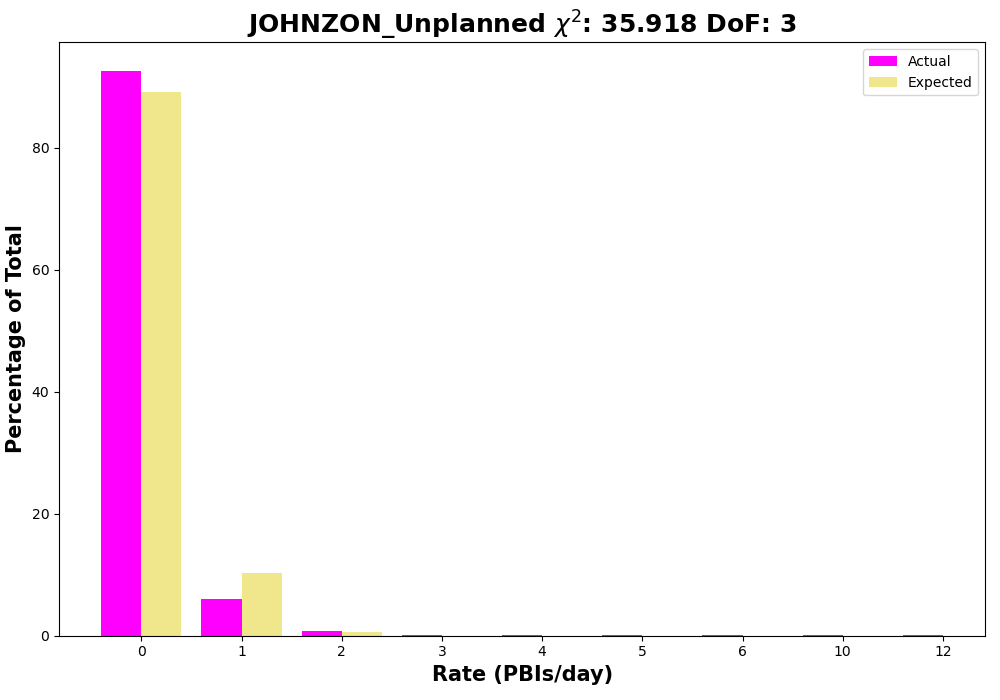 JOHNZON_Unplanned χ²: 35.918 DoF: 3
Actual
Expected
Percentage of Total
80
60
40
20
0
0 1 2 3 4 5 6 10 12
Rate (PBIs/day)